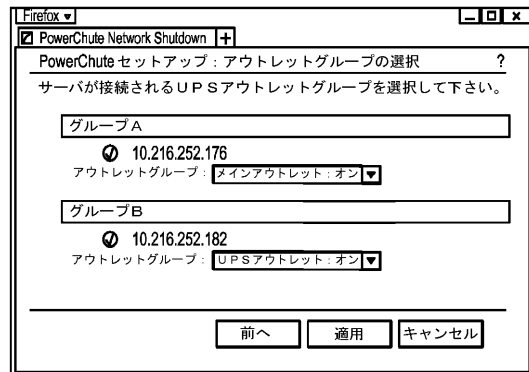 Firefox
PowerChute Network Shutdown
PowerChute セットアップ：アウトレットグループの選択 ?
サーバが接続されるＵＰＳアウトレットグループを選択して下さい。
グループＡ
10.216.252.176
アウトレットグループ： メインアウトレット：オン
グループＢ
10.216.252.182
アウトレットグループ： ＵＰＳアウトレット：オン
前へ 適用 キャンセル